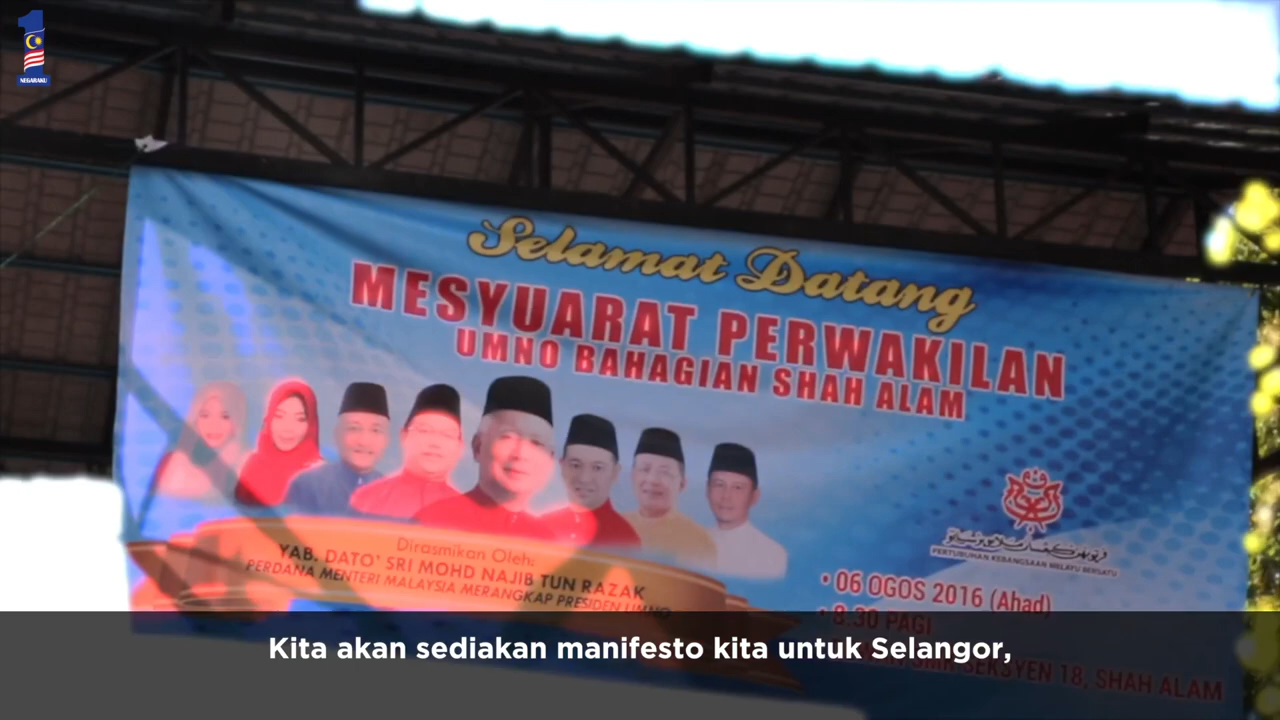 1
NEGARAKU
Selamat Datang
MESYUARAT PERWAKILAN
UMNO BAHAGIAN SHAH ALAM
Dirasmikan Oleh:
YAB. DATO' SRI MOHD NAJIB TUN RAZAK
PERDANA MENTERI MALAYSIA MERANGKAP PRESIDEN UMNO
PERTUBUHAN KEBANGSAAN MELAYU BERSATU
• 06 OGOS 2016 (Ahad)
• 8.30 PAGI
SEKSYEN 18, SHAH ALAM
Kita akan sediakan manifesto kita untuk Selangor,